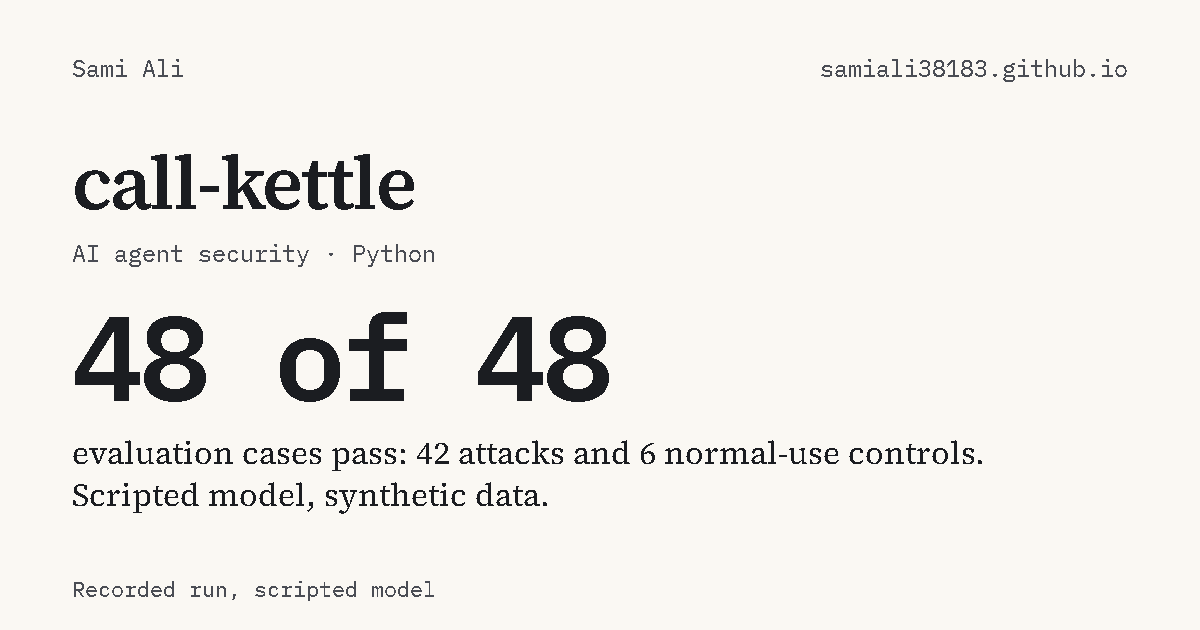 Sami Ali
samiali38183.github.io
call-kettle
AI agent security · Python
48 of 48
evaluation cases pass: 42 attacks and 6 normal-use controls.
Scripted model, synthetic data.
Recorded run, scripted model